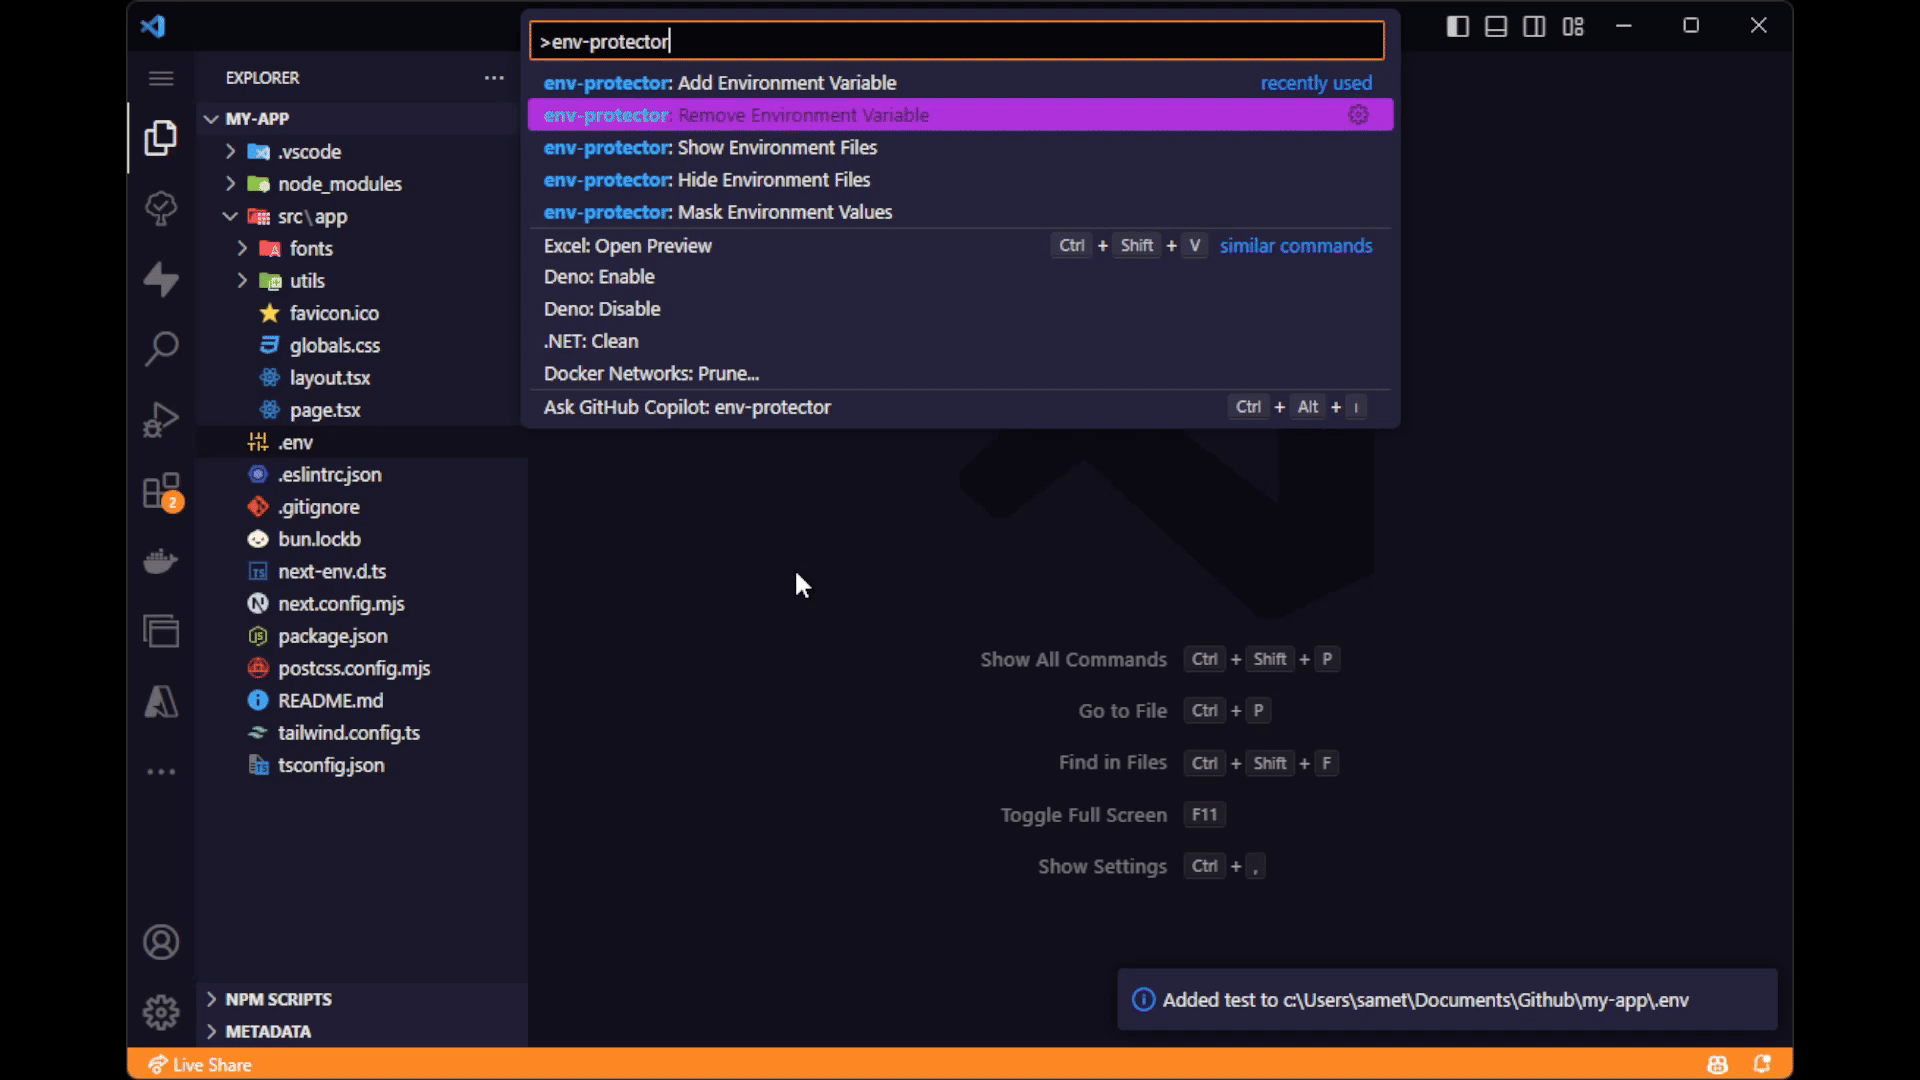 >env-protector
env-protector: Add Environment Variable recently used
env-protector: Remove Environment Variable
env-protector: Show Environment Files
env-protector: Hide Environment Files
env-protector: Mask Environment Values
Excel: Open Preview Ctrl + Shift + V similar commands
Deno: Enable
Deno: Disable
.NET: Clean
Docker Networks: Prune...
Ask GitHub Copilot: env-protector Ctrl + Alt + I
EXPLORER
MY-APP
.vscode
node_modules
src\app
fonts
utils
favicon.ico
globals.css
layout.tsx
page.tsx
.env
.eslintrc.json
.gitignore
bun.lockb
next-env.d.ts
next.config.mjs
package.json
postcss.config.mjs
README.md
tailwind.config.ts
tsconfig.json
2
NPM SCRIPTS
METADATA
Show All Commands Ctrl + Shift + P
Go to File Ctrl + P
Find in Files Ctrl + Shift + F
Toggle Full Screen F11
Show Settings Ctrl + ,
Added test to c:\Users\samet\Documents\Github\my-app\.env
Live Share